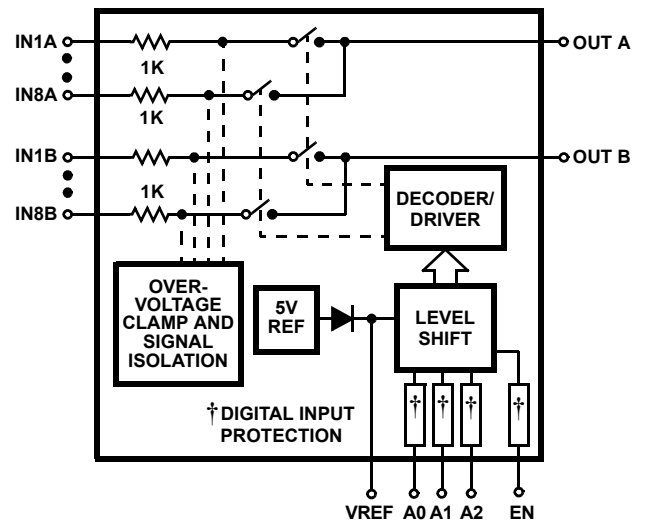 IN1A
1K
OUT A
IN8A
1K
IN1B
OUT B
1K
IN8B
DECODER/
DRIVER
OVER-
VOLTAGE
CLAMP AND
SIGNAL
ISOLATION
5V
REF
LEVEL
SHIFT
†DIGITAL INPUT
PROTECTION
† † † †
VREF A0 A1 A2 EN